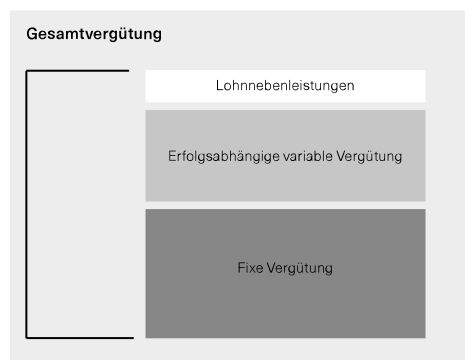 Gesamtvergütung
Lohnnebenleistungen
Erfolgsabhängige variable Vergütung
Fixe Vergütung